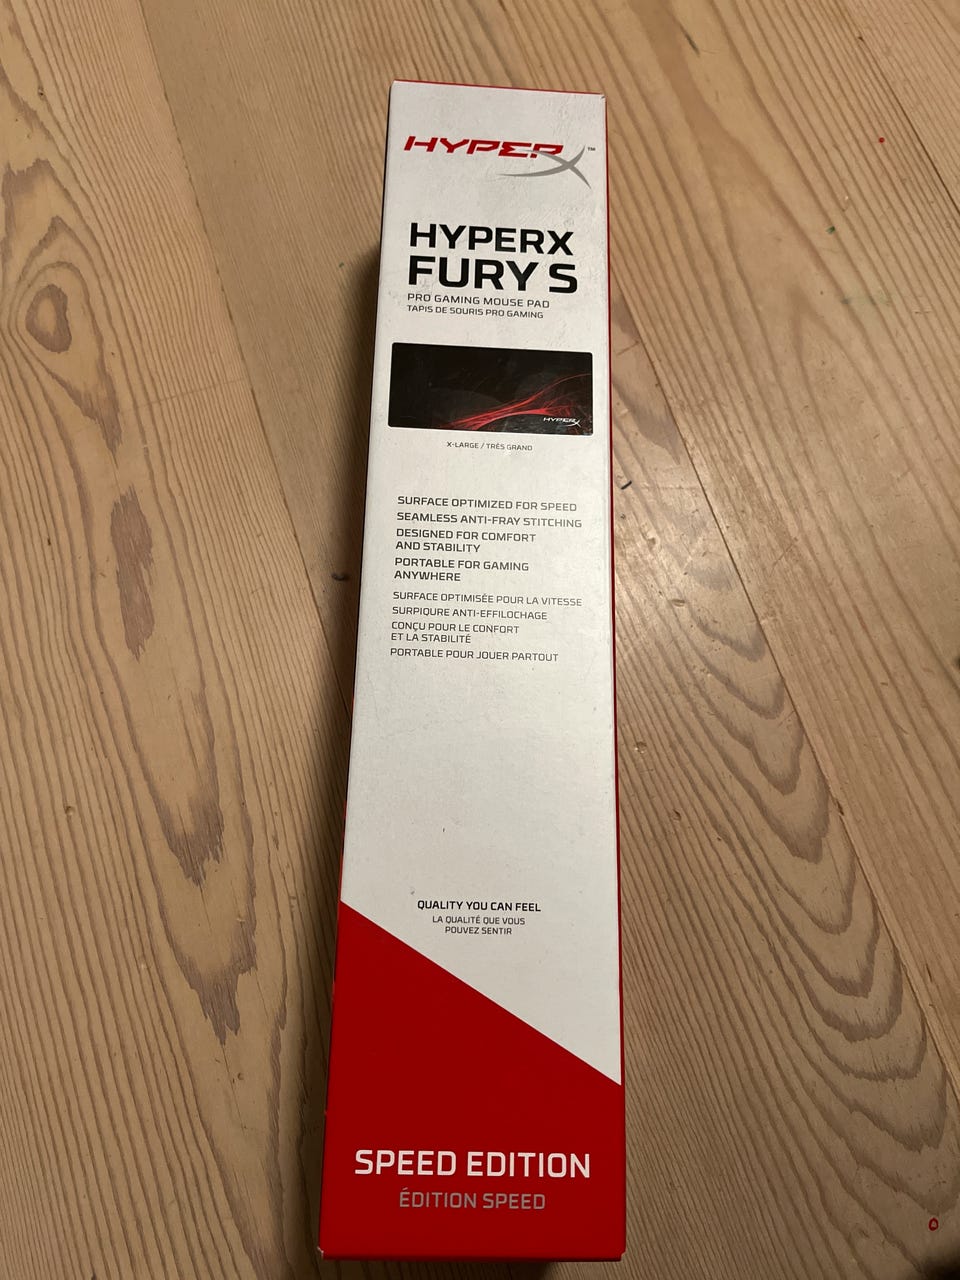 HYPERX™
HYPERX
FURY S
PRO GAMING MOUSE PAD
TAPIS DE SOURIS PRO GAMING
HYPERX
X-LARGE / TRÈS GRAND
SURFACE OPTIMIZED FOR SPEED
SEAMLESS ANTI-FRAY STITCHING
DESIGNED FOR COMFORT
AND STABILITY
PORTABLE FOR GAMING
ANYWHERE
SURFACE OPTIMISÉE POUR LA VITESSE
SURPIQURE ANTI-EFFILOCHAGE
CONÇU POUR LE CONFORT
ET LA STABILITÉ
PORTABLE POUR JOUER PARTOUT
QUALITY YOU CAN FEEL
LA QUALITÉ QUE VOUS
POUVEZ SENTIR
SPEED EDITION
ÉDITION SPEED